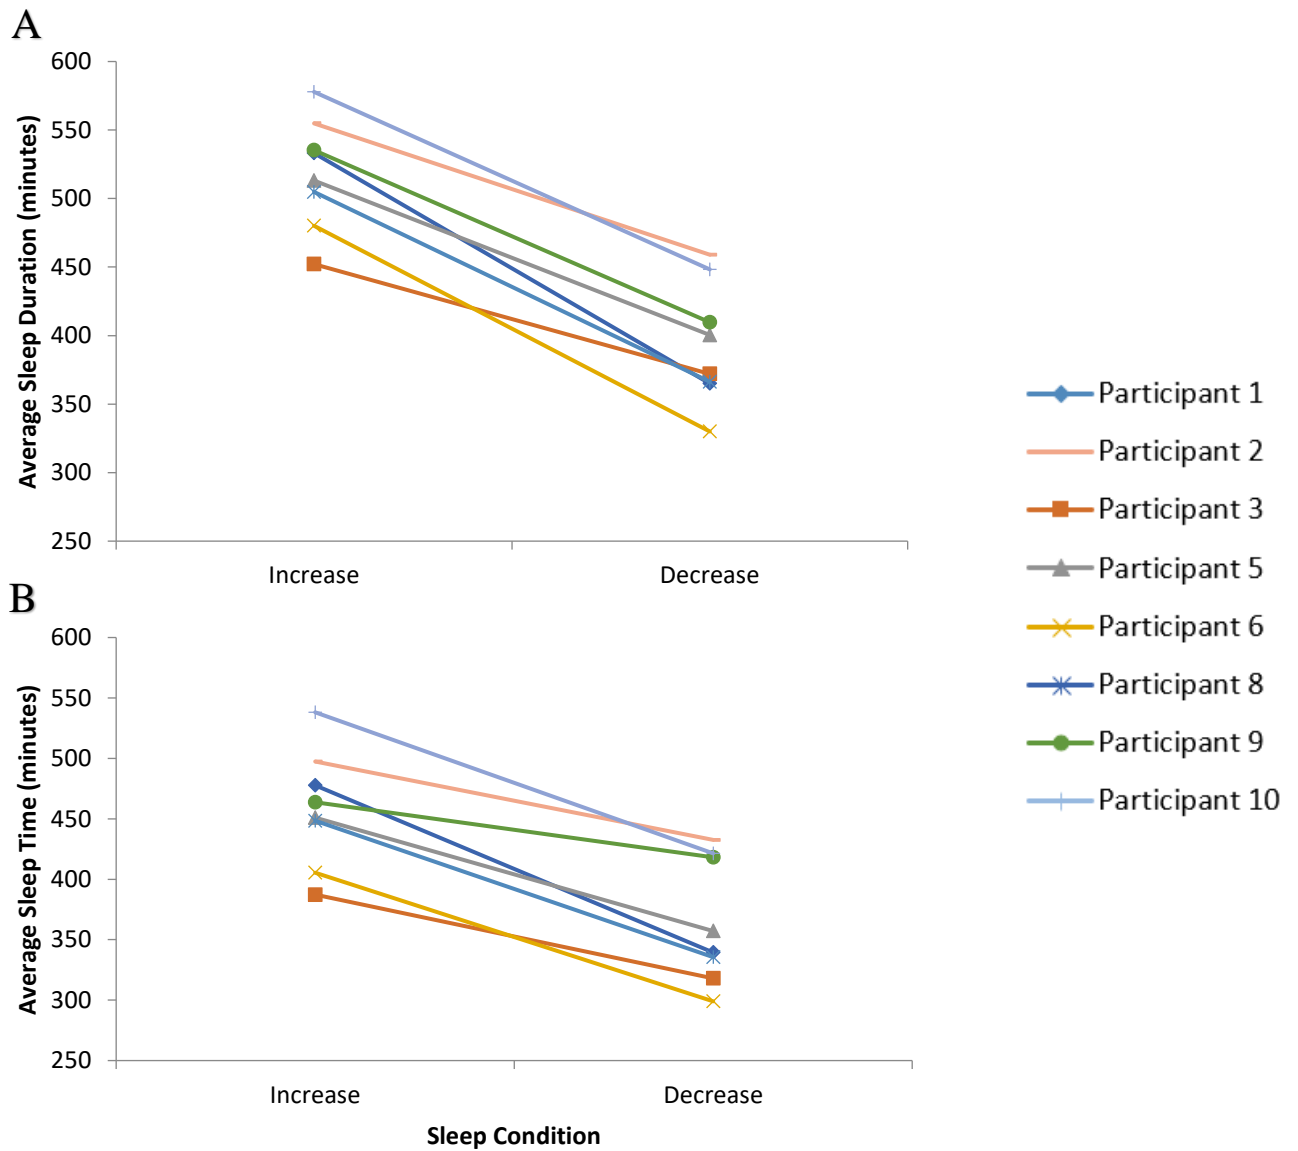 A
600
550
500
450
400
350
300
250
Average Sleep Duration (minutes)
Increase Decrease
B
600
550
500
450
400
350
300
250
Average Sleep Time (minutes)
Increase Decrease
Sleep Condition
Participant 1
Participant 2
Participant 3
Participant 5
Participant 6
Participant 8
Participant 9
Participant 10